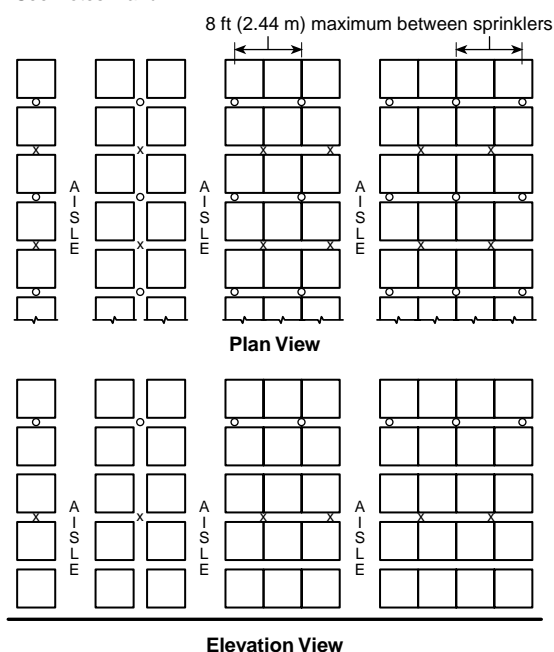 8 ft (2.44 m) maximum between sprinklers
AISLE
AISLE
AISLE
Plan View
AISLE
AISLE
AISLE
Elevation View